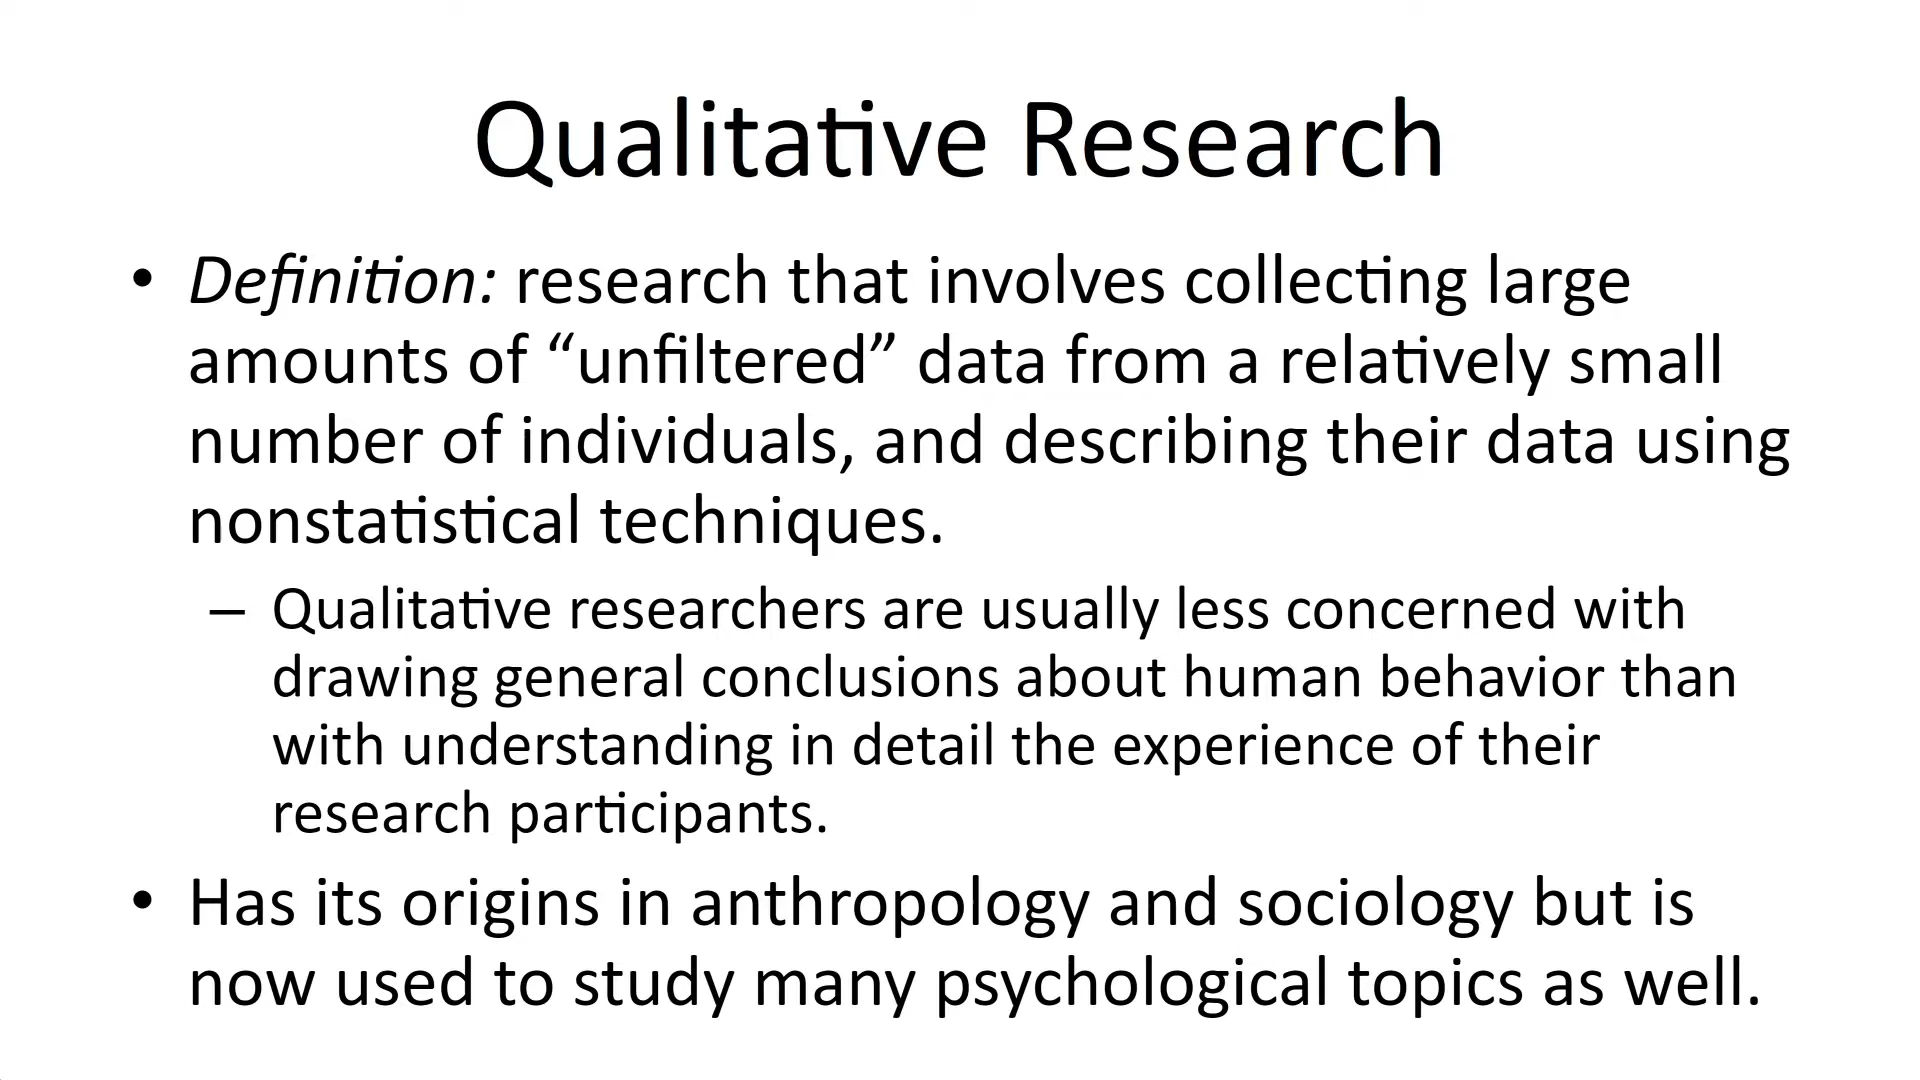 Qualitative Research
• Definition: research that involves collecting large
amounts of “unfiltered” data from a relatively small
number of individuals, and describing their data using
nonstatistical techniques.
– Qualitative researchers are usually less concerned with
drawing general conclusions about human behavior than
with understanding in detail the experience of their
research participants.
• Has its origins in anthropology and sociology but is
now used to study many psychological topics as well.